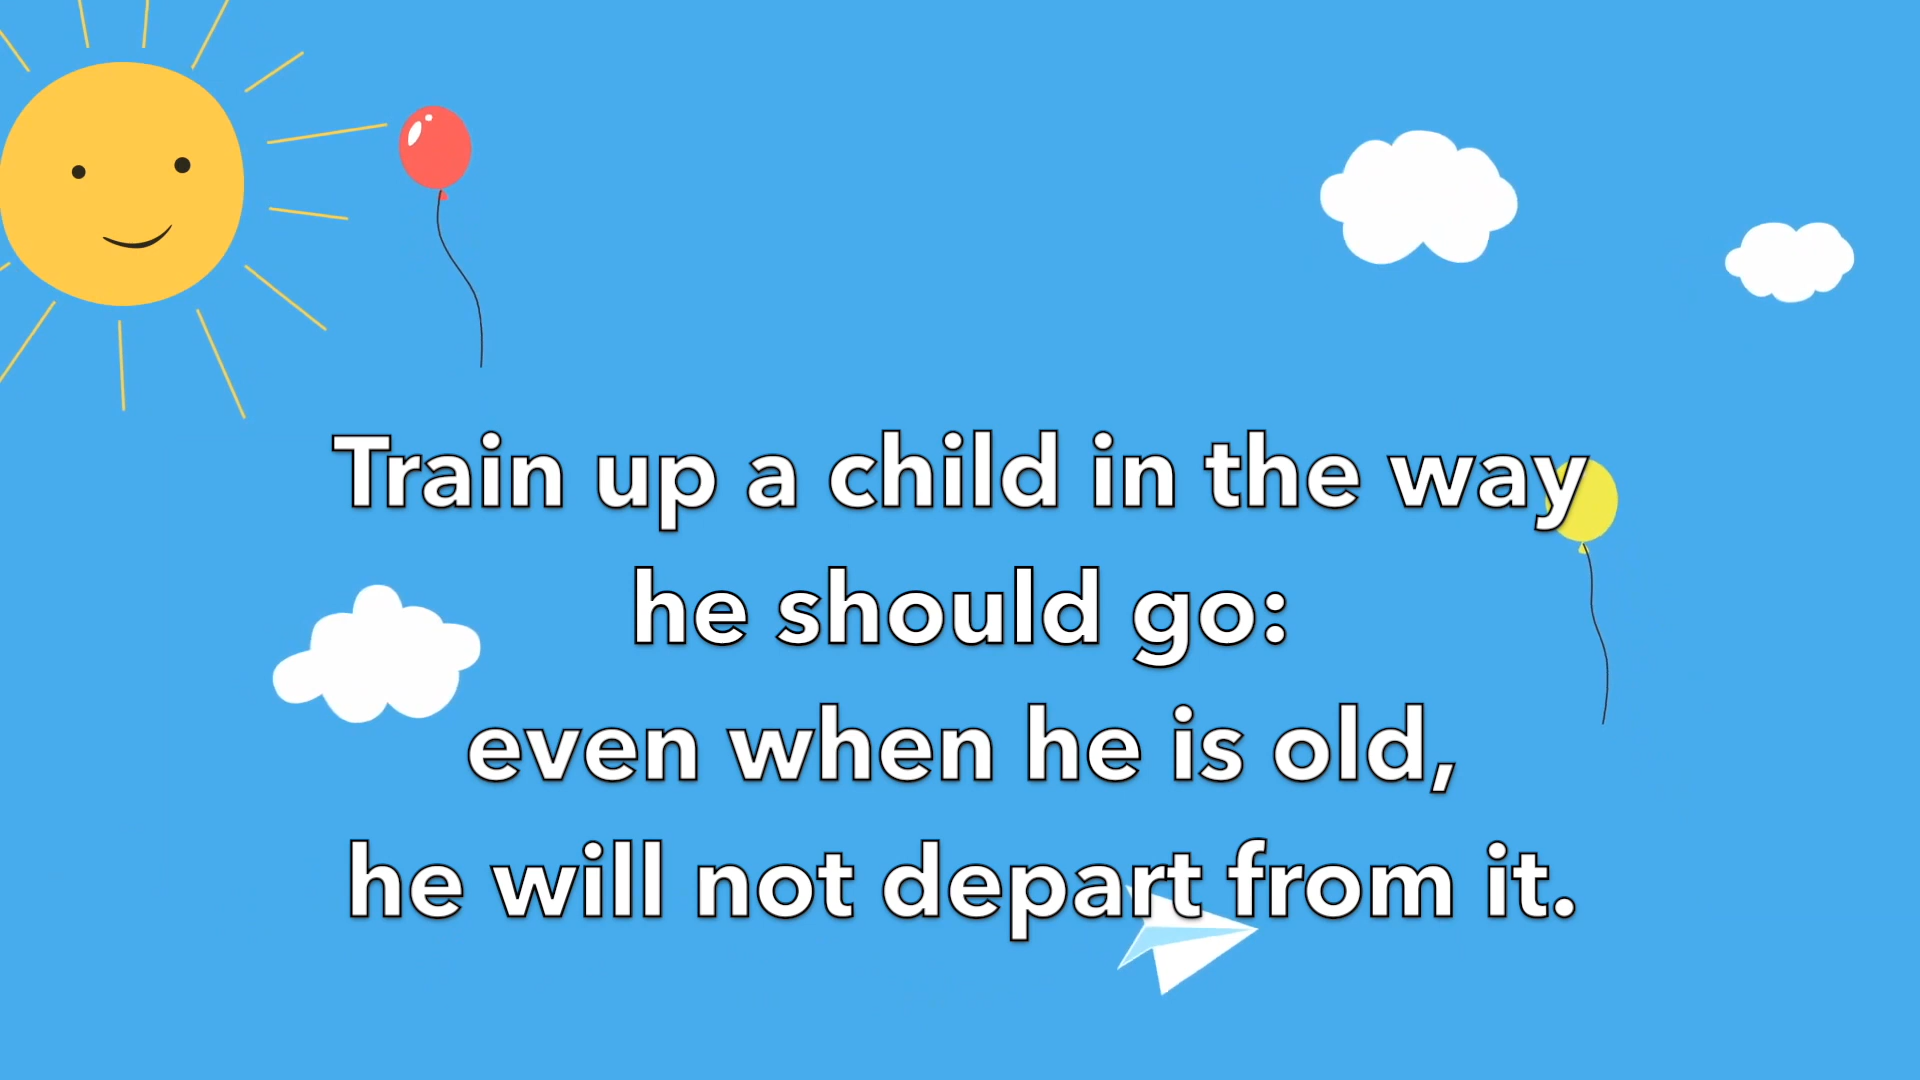 Train up a child in the way
he should go:
even when he is old,
he will not depart from it.